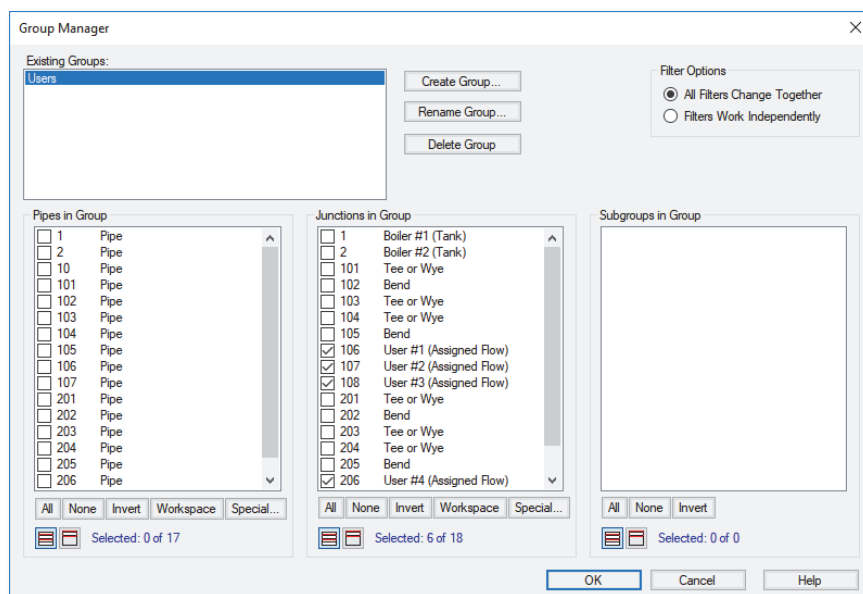 Group Manager
Existing Groups:
Users
Create Group...
Rename Group...
Delete Group
Filter Options
All Filters Change Together
Filters Work Independently
Pipes in Group
1 Pipe
2 Pipe
10 Pipe
101 Pipe
102 Pipe
103 Pipe
104 Pipe
105 Pipe
106 Pipe
107 Pipe
201 Pipe
202 Pipe
203 Pipe
204 Pipe
205 Pipe
206 Pipe
All None Invert Workspace Special...
Selected: 0 of 17
Junctions in Group
1 Boiler #1 (Tank)
2 Boiler #2 (Tank)
101 Tee or Wye
102 Bend
103 Tee or Wye
104 Tee or Wye
105 Bend
106 User #1 (Assigned Flow)
107 User #2 (Assigned Flow)
108 User #3 (Assigned Flow)
201 Tee or Wye
202 Bend
203 Tee or Wye
204 Tee or Wye
205 Bend
206 User #4 (Assigned Flow)
All None Invert Workspace Special...
Selected: 6 of 18
Subgroups in Group
All None Invert
Selected: 0 of 0
OK Cancel Help